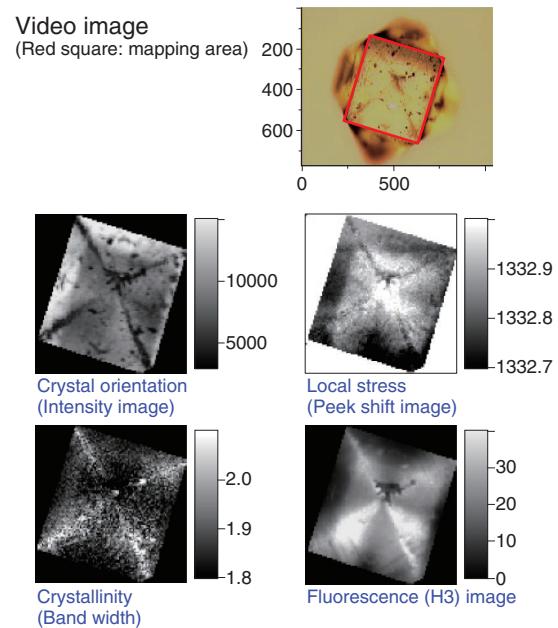 Video image
(Red square: mapping area)
200
400
600
0
500
10000
5000
Crystal orientation
(Intensity image)
1332.9
1332.8
1332.7
Local stress
(Peek shift image)
2.0
1.9
1.8
Crystallinity
(Band width)
30
20
10
0
Fluorescence (H3) image